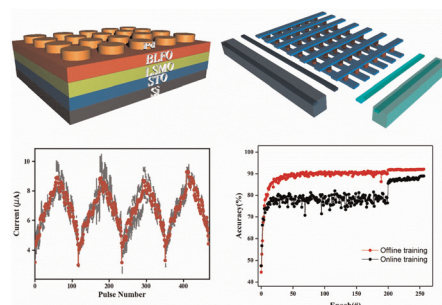 BLFO
LSMO
STO
Si
Current (μA)
10
8
6
4
0
100
200
300
400
Pulse Number
Accuracy(%)
100
90
80
70
60
50
40
Offline training
Online training
0
50
100
150
200
250